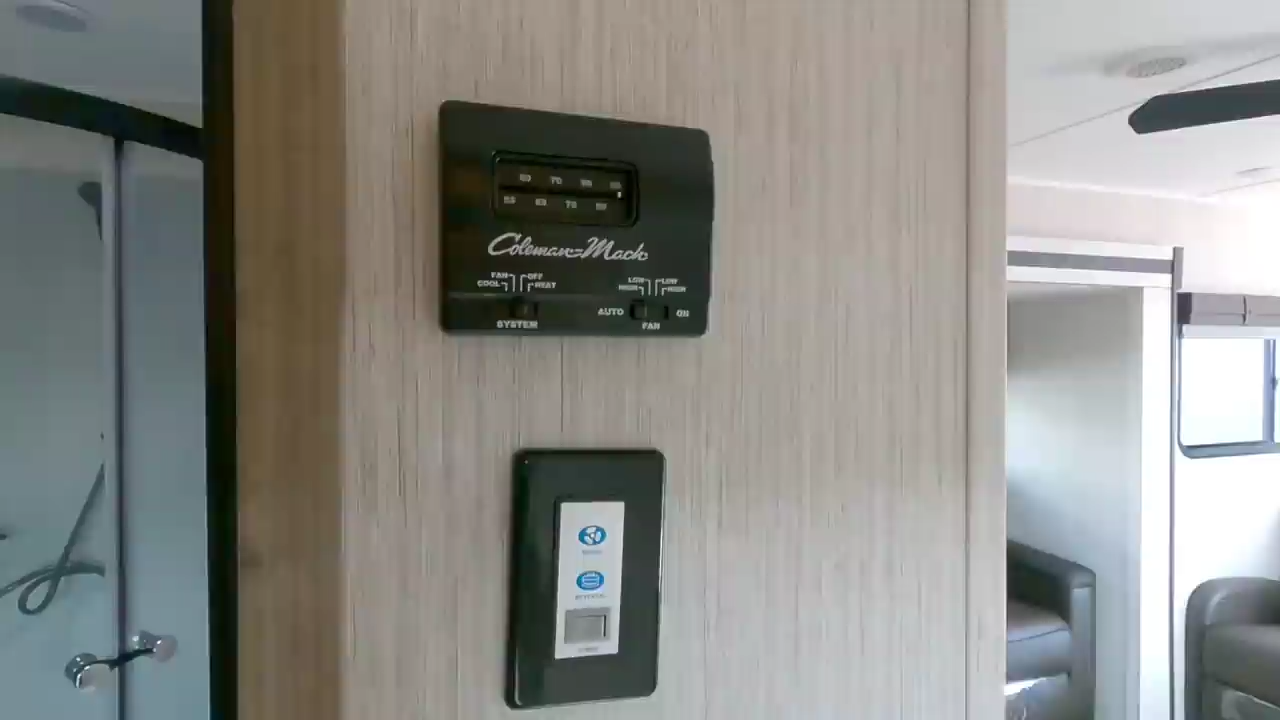 60 70 80 90
55 65 75 85
Coleman-Mach
FAN OFF
COOL HEAT
SYSTEM
LOW LOW
HIGH HIGH
AUTO ON
FAN